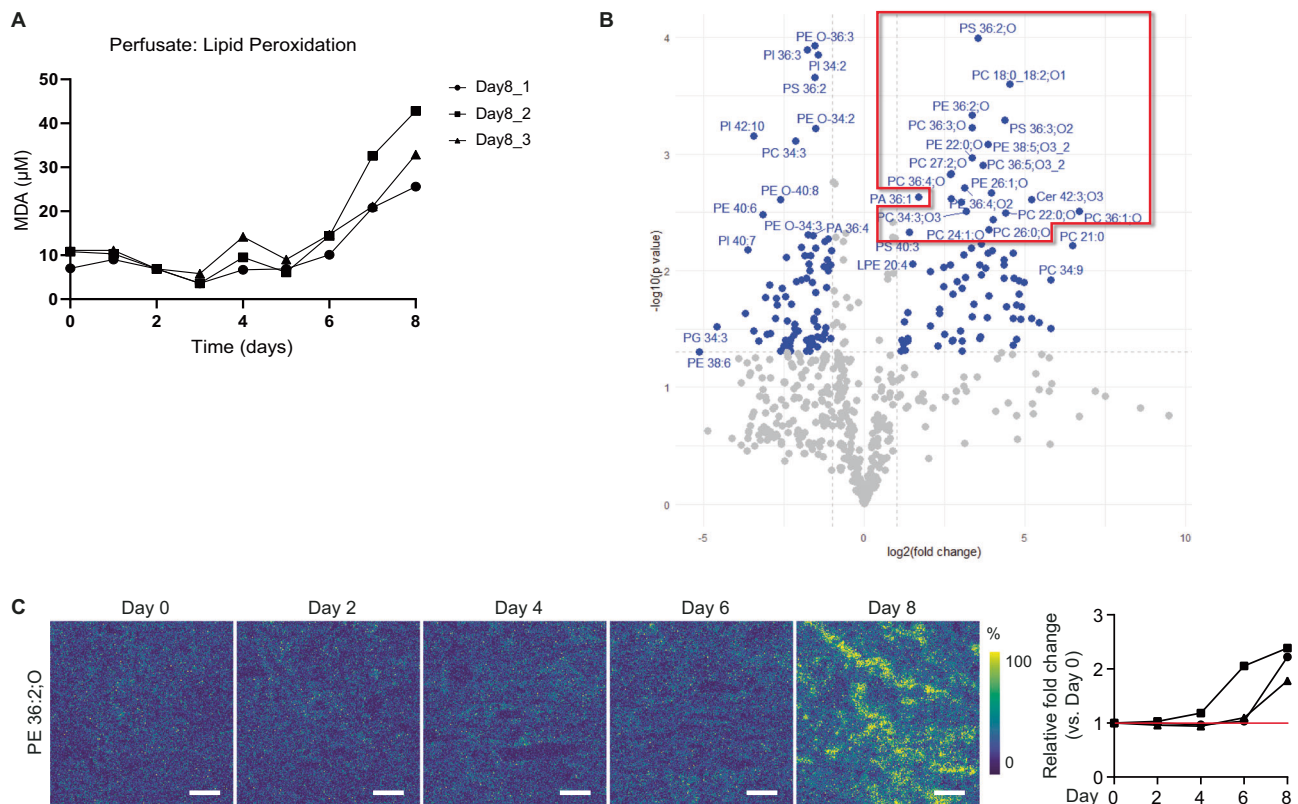 A
Perfusate: Lipid Peroxidation
MDA (µM)
50
40
30
20
10
0
0 2 4 6 8
Time (days)
Day8_1
Day8_2
Day8_3
B
-log10(p value)
4
3
2
1
0
-5 0 5 10
log2(fold change)
PE O-36:3
PI 36:3
PI 34:2
PS 36:2
PE O-34:2
PI 42:10
PC 34:3
PE O-40:8
PE 40:6
PE O-34:3
PA 36:4
PI 40:7
PG 34:3
PE 38:6
PS 36:2;O
PC 18:0_18:2;O1
PE 36:2;O
PC 36:3;O
PS 36:3;O2
PE 22:0;O
PE 38:5;O3_2
PC 27:2;O
PC 36:5;O3_2
PC 36:4;O
PE 26:1;O
PA 36:1
PE 36:4;O2
Cer 42:3;O3
PC 34:3;O3
PC 22:0;O
PC 36:1;O
PC 24:1;O
PC 26:0;O
PS 40:3
PC 21:0
LPE 20:4
PC 34:9
C
Day 0 Day 2 Day 4 Day 6 Day 8
PE 36:2;O
%
100
0
Relative fold change
(vs. Day 0)
3
2
1
0
Day 0 2 4 6 8